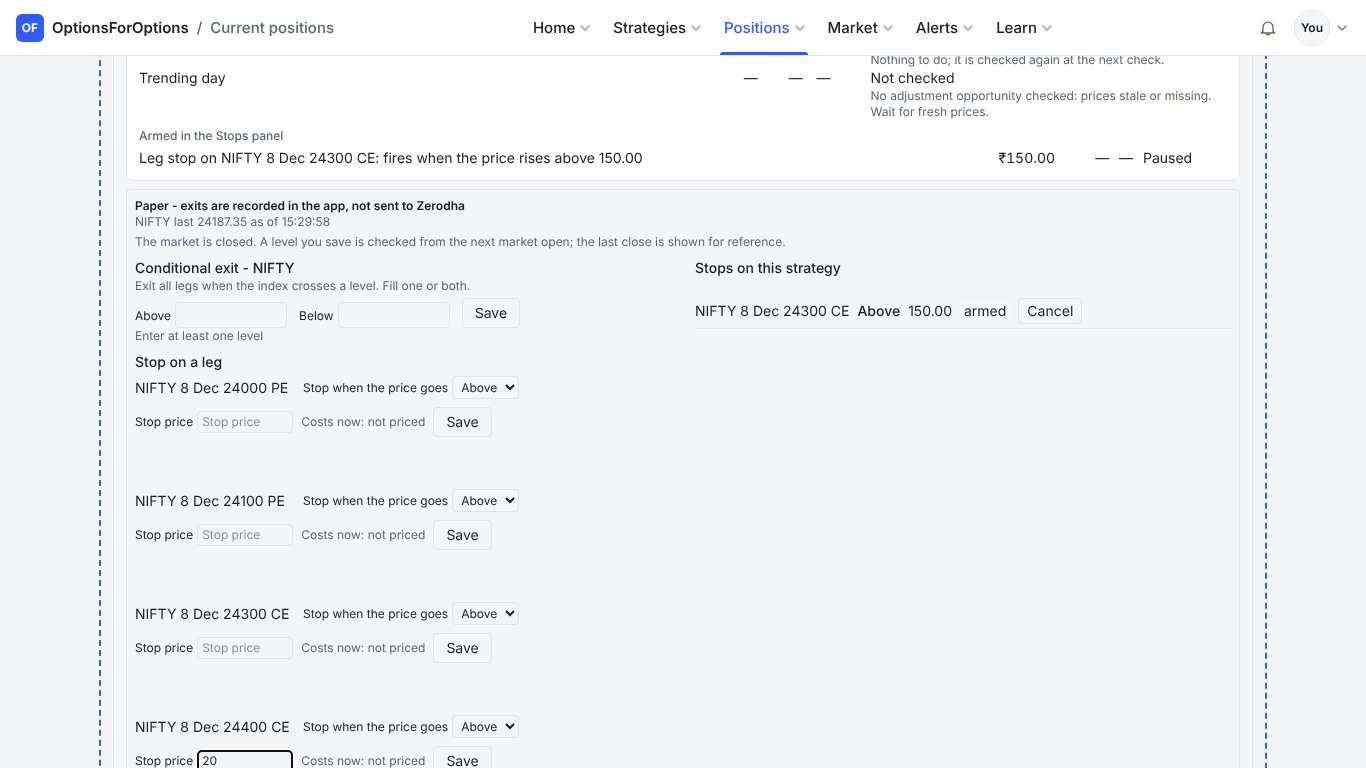 OF OptionsForOptions / Current positions Home Strategies Positions Market Alerts Learn You
Nothing to do; it is checked again at the next check.
Trending day — — — Not checked
No adjustment opportunity checked: prices stale or missing.
Wait for fresh prices.
Armed in the Stops panel
Leg stop on NIFTY 8 Dec 24300 CE: fires when the price rises above 150.00 ₹150.00 — — Paused
Paper - exits are recorded in the app, not sent to Zerodha
NIFTY last 24187.35 as of 15:29:58
The market is closed. A level you save is checked from the next market open; the last close is shown for reference.
Conditional exit - NIFTY
Exit all legs when the index crosses a level. Fill one or both.
Above Below Save
Enter at least one level
Stops on this strategy
NIFTY 8 Dec 24300 CE Above 150.00 armed Cancel
Stop on a leg
NIFTY 8 Dec 24000 PE Stop when the price goes Above
Stop price Stop price Costs now: not priced Save
NIFTY 8 Dec 24100 PE Stop when the price goes Above
Stop price Stop price Costs now: not priced Save
NIFTY 8 Dec 24300 CE Stop when the price goes Above
Stop price Stop price Costs now: not priced Save
NIFTY 8 Dec 24400 CE Stop when the price goes Above
Stop price 20 Costs now: not priced Save